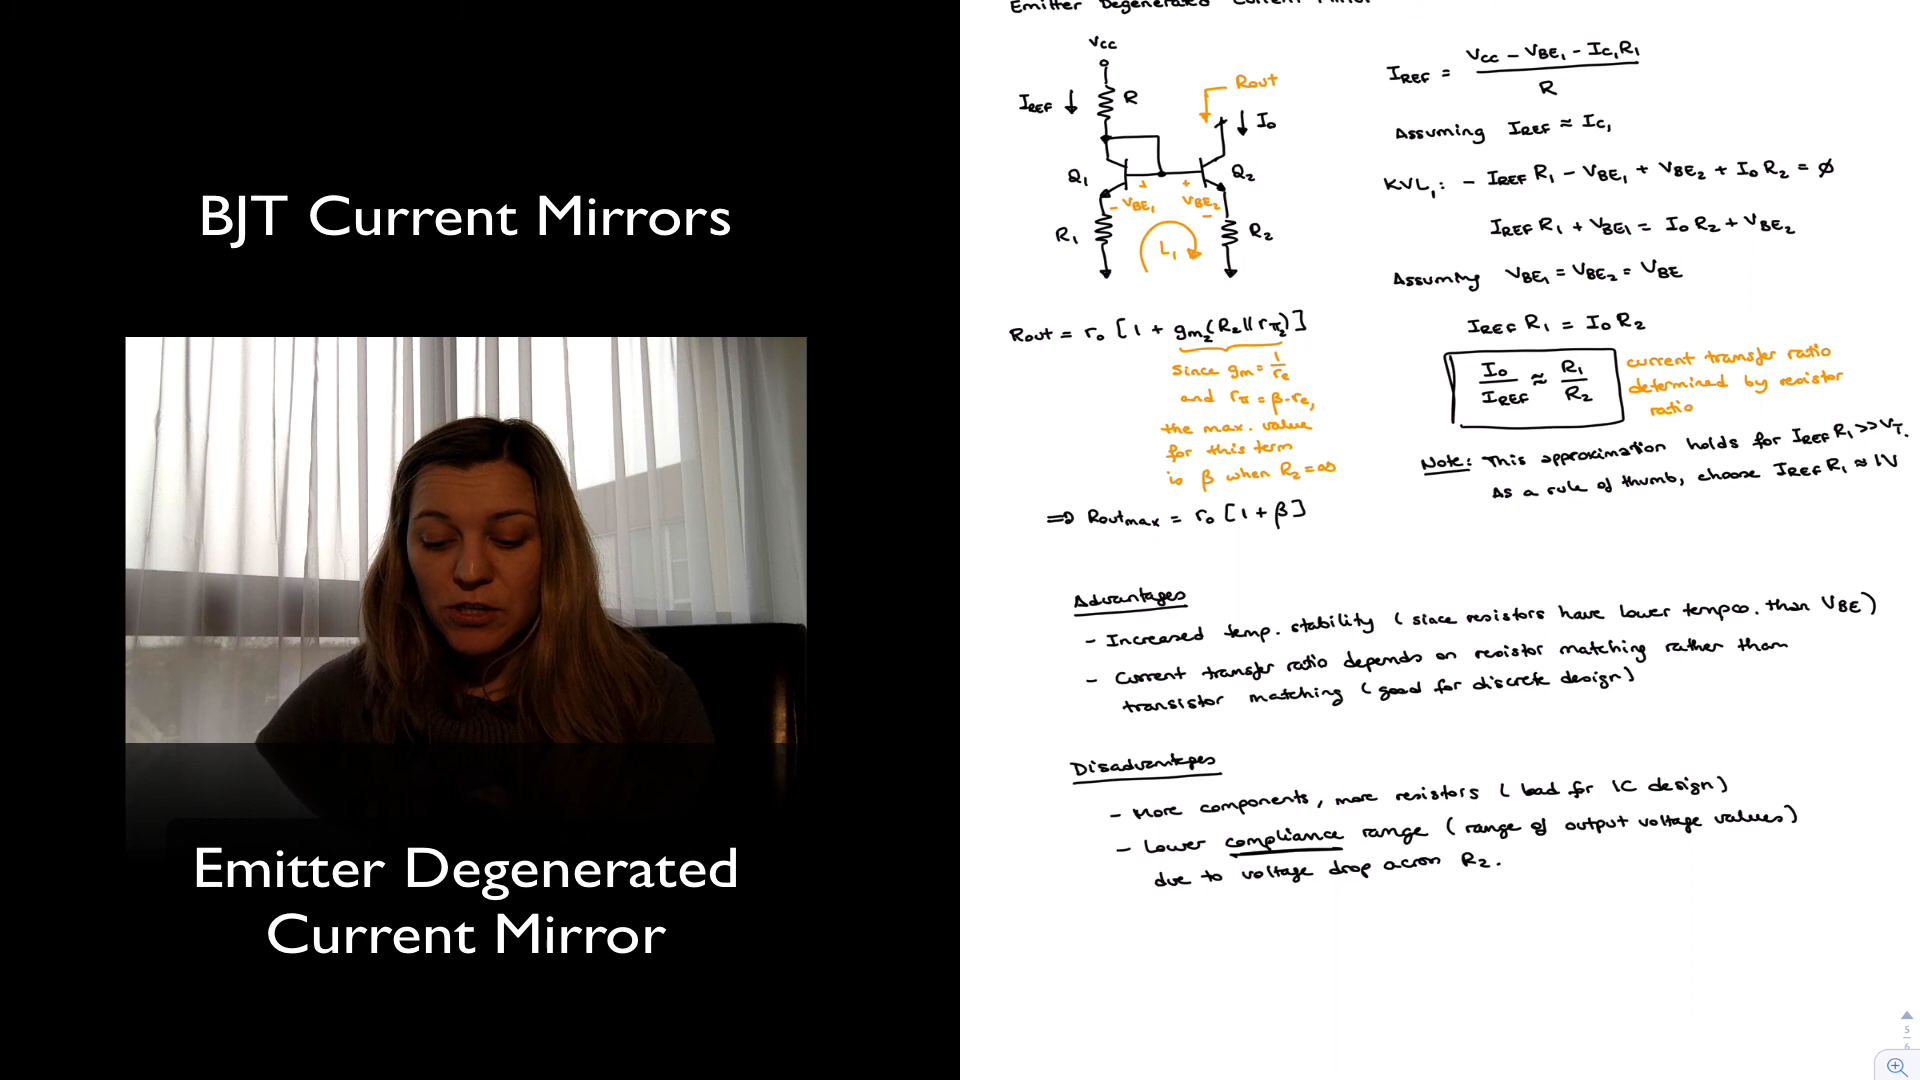 BJT Current Mirrors
Emitter Degenerated
Current Mirror
Emitter Degenerated Current Mirror
Vcc
IREF ↓
R
Rout
↓ Io
Q1
Q2
+ +
- VBE1
VBE2 -
R1
L1
R2
Rout = ro [1 + gm2(R2||rπ2)]
since gm = 1/re
and rπ = β·re,
the max. value
for this term
is β when R2=∞
=> Routmax = ro [1 + β]
IREF = (Vcc - VBE1 - Ic1R1) / R
Assuming IREF ≈ Ic1
KVL1: - IREF R1 - VBE1 + VBE2 + Io R2 = ∅
IREF R1 + VBE1 = Io R2 + VBE2
Assuming VBE1 = VBE2 = VBE
IREF R1 = Io R2
Io/IREF ≈ R1/R2
current transfer ratio
determined by resistor
ratio
Note: This approximation holds for IREF R1 >> VT.
As a rule of thumb, choose IREF R1 ≈ 1V
Advantages
- Increased temp. stability (since resistors have lower tempco. than VBE)
- Current transfer ratio depends on resistor matching rather than
transistor matching (good for discrete design)
Disadvantages
- More components, more resistors (bad for IC design)
- Lower compliance range (range of output voltage values)
due to voltage drop across R2.
5
6